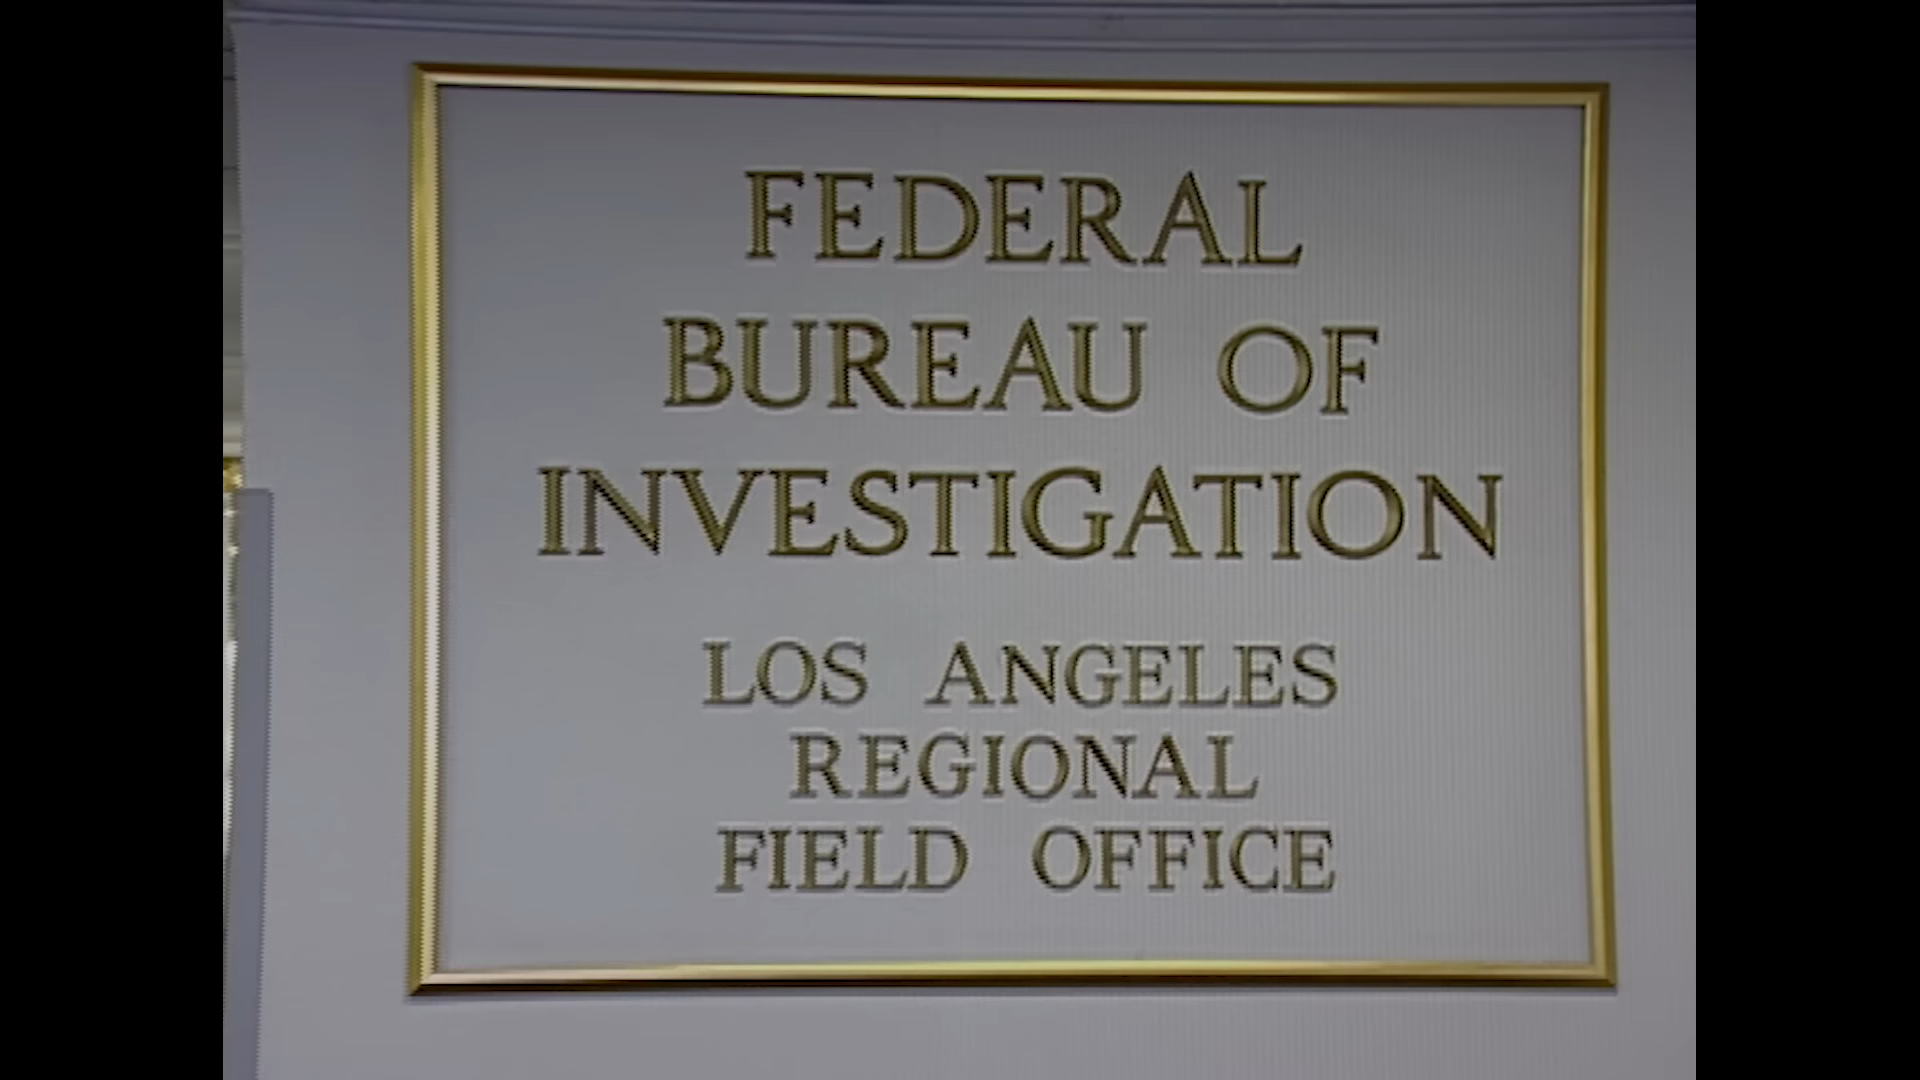 FEDERAL
BUREAU OF
INVESTIGATION
LOS ANGELES
REGIONAL
FIELD OFFICE